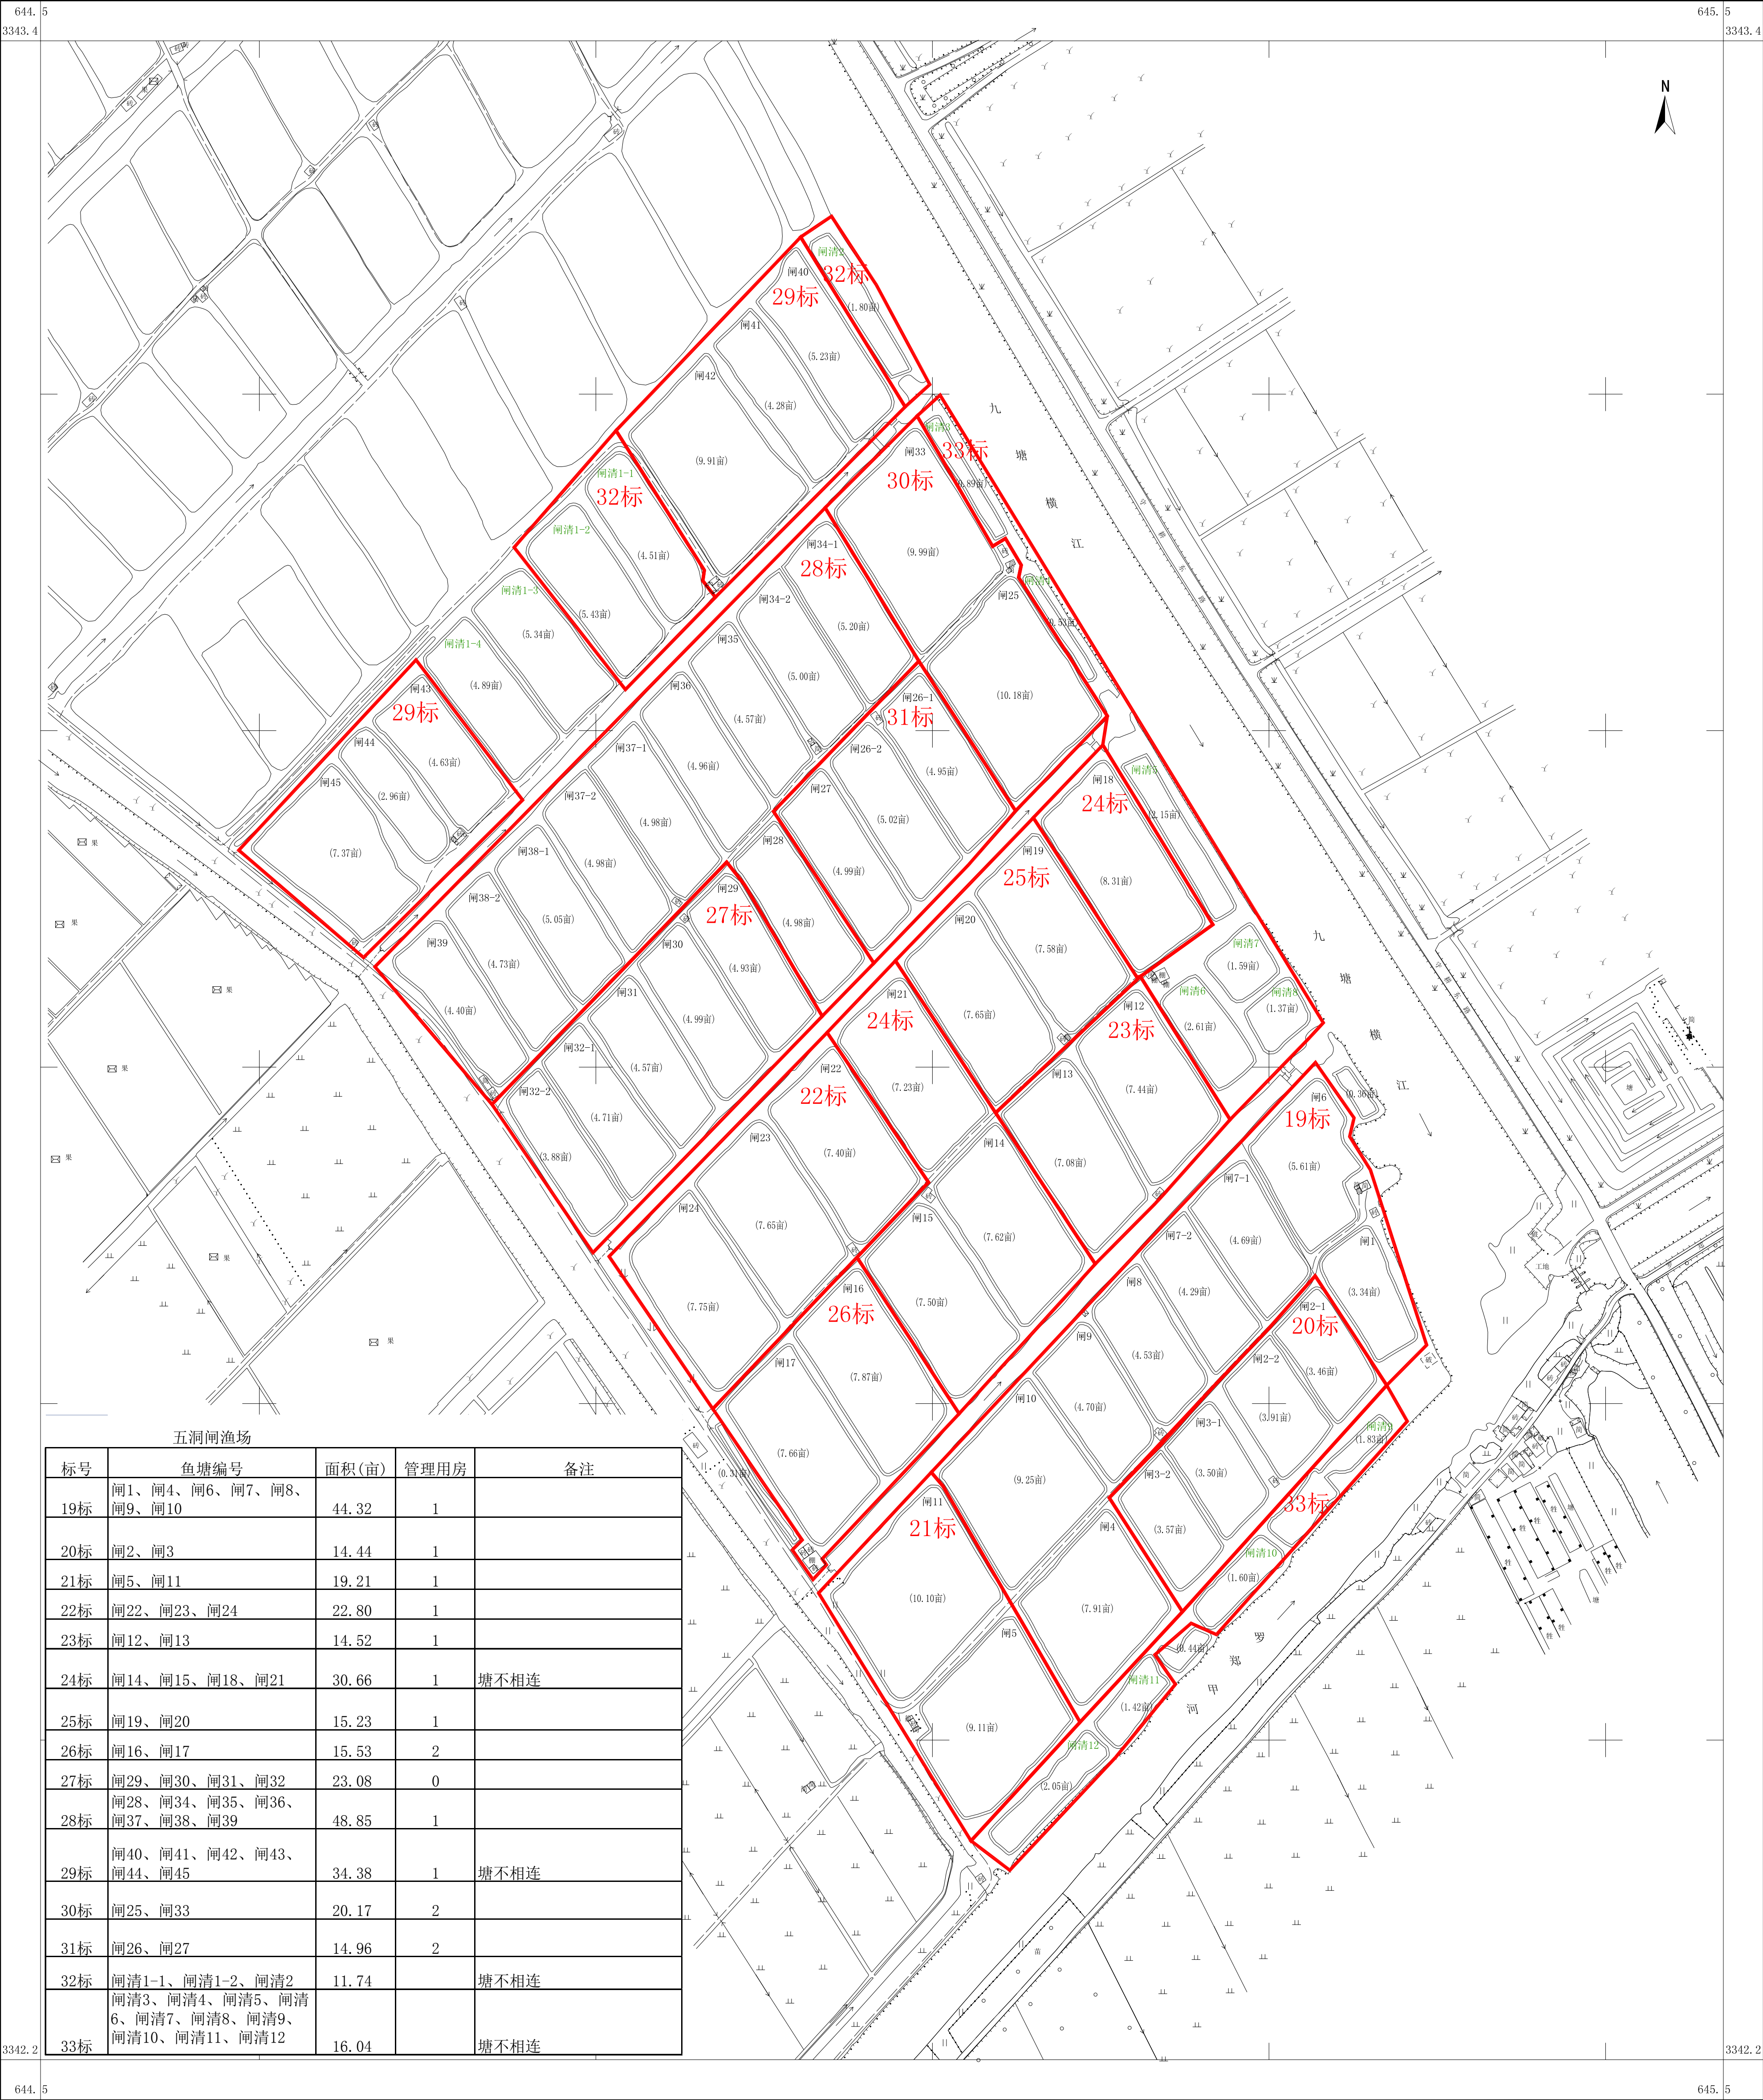 644.5
645.5
3343.4
3343.4
N
闸清2
32标
闸40
29标
(1.80亩)
闸41
(5.23亩)
闸42
(4.28亩)
(9.91亩)
九
塘
横
江
闸清3
33标
闸33
30标
(0.89亩)
(9.99亩)
闸清1-1
32标
闸清1-2
(4.51亩)
(5.43亩)
闸清1-3
(5.34亩)
闸清1-4
(4.89亩)
闸34-1
28标
闸34-2
(5.20亩)
闸35
(5.00亩)
闸36
(4.57亩)
闸清4
(0.53亩)
闸25
(10.18亩)
闸43
29标
闸44
(4.63亩)
闸45
(2.96亩)
(7.37亩)
闸26-1
31标
闸26-2
(4.95亩)
闸27
(5.02亩)
(4.99亩)
闸37-1
(4.96亩)
闸37-2
(4.98亩)
闸38-1
(4.98亩)
闸38-2
(5.05亩)
闸39
(4.73亩)
(4.40亩)
闸28
(4.98亩)
闸29
27标
闸30
(4.93亩)
闸31
(4.99亩)
闸32-1
(4.57亩)
闸32-2
(4.71亩)
(3.88亩)
闸18
24标
闸清5
(2.15亩)
(8.31亩)
闸19
25标
闸20
(7.58亩)
(7.65亩)
闸清7
(1.59亩)
闸清6
闸清8
(1.37亩)
(2.61亩)
九
塘
横
江
闸12
23标
闸13
(7.44亩)
(7.08亩)
闸21
24标
(7.23亩)
闸22
22标
闸23
(7.40亩)
闸24
(7.65亩)
(7.75亩)
闸14
(7.62亩)
闸15
(7.50亩)
闸16
26标
闸17
(7.87亩)
(7.66亩)
(0.31亩)
闸6
19标
(0.36亩)
(5.61亩)
闸7-1
(4.69亩)
闸7-2
(4.29亩)
闸8
(4.53亩)
闸9
(4.70亩)
闸10
(9.25亩)
闸1
(3.34亩)
闸2-1
20标
闸2-2
(3.46亩)
闸3-1
(3.91亩)
闸3-2
(3.50亩)
(3.57亩)
闸4
(7.91亩)
闸11
21标
(10.10亩)
闸5
(9.11亩)
闸清9
(1.83亩)
33标
闸清10
(1.60亩)
(0.44亩)
闸清11
(1.42亩)
闸清12
(2.05亩)
罗
郑
甲
河
工地
塘
苗
五洞闸渔场
标号 鱼塘编号 面积(亩) 管理用房 备注
闸1、闸4、闸6、闸7、闸8、
19标 闸9、闸10 44.32 1
20标 闸2、闸3 14.44 1
21标 闸5、闸11 19.21 1
22标 闸22、闸23、闸24 22.80 1
23标 闸12、闸13 14.52 1
24标 闸14、闸15、闸18、闸21 30.66 1 塘不相连
25标 闸19、闸20 15.23 1
26标 闸16、闸17 15.53 2
27标 闸29、闸30、闸31、闸32 23.08 0
闸28、闸34、闸35、闸36、
28标 闸37、闸38、闸39 48.85 1
闸40、闸41、闸42、闸43、
29标 闸44、闸45 34.38 1 塘不相连
30标 闸25、闸33 20.17 2
31标 闸26、闸27 14.96 2
32标 闸清1-1、闸清1-2、闸清2 11.74 塘不相连
闸清3、闸清4、闸清5、闸清
6、闸清7、闸清8、闸清9、
闸清10、闸清11、闸清12
33标 16.04 塘不相连
3342.2
3342.2
644.5
645.5